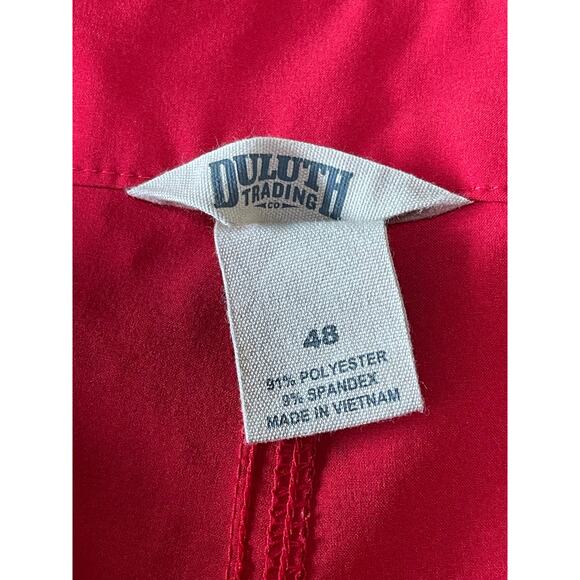 DULUTH
TRADING
CO
48
91% POLYESTER
9% SPANDEX
MADE IN VIETNAM